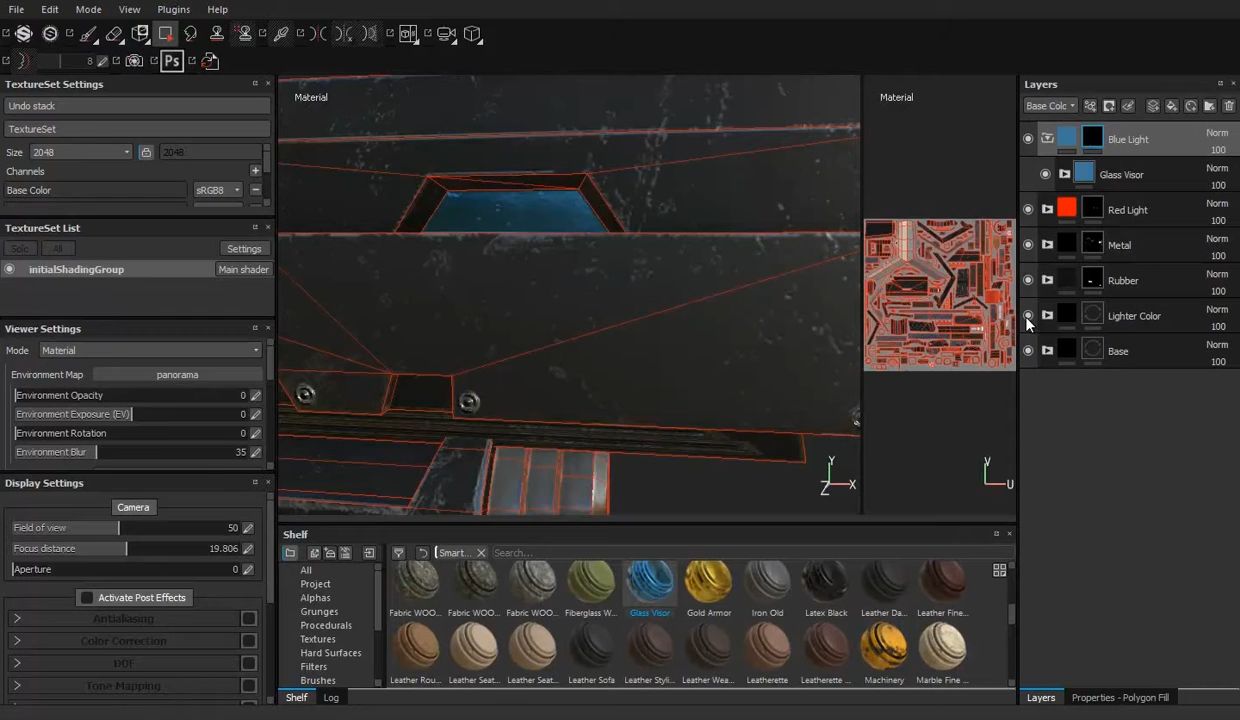 File Edit Mode View Plugins Help
8 Ps
TextureSet Settings
Undo stack
TextureSet
Size 2048 2048
Channels
Base Color sRGB8
TextureSet List
Solo All Settings
initialShadingGroup Main shader
Viewer Settings
Mode Material
Environment Map panorama
Environment Opacity 0
Environment Exposure (EV) 0
Environment Rotation 0
Environment Blur 35
Display Settings
Camera
Field of view 50
Focus distance 19.806
Aperture 0
Activate Post Effects
Antialiasing
Color Correction
DOF
Tone Mapping
Material
Y
Z X
Material
V
U
Shelf
Smart... Search...
All
Project
Alphas
Grunges
Procedurals
Textures
Hard Surfaces
Filters
Brushes
Fabric WOO... Fabric WOO... Fabric WOO... Fiberglass W... Glass Visor Gold Armor Iron Old Latex Black Leather Da... Leather Fine...
Leather Rou... Leather Seat... Leather Seat... Leather Sofa Leather Styli... Leather Wea... Leatherette Leatherette ... Machinery Marble Fine ...
Shelf Log
Layers
Base Colc
Blue Light Norm
100
Glass Visor Norm
100
Red Light Norm
100
Metal Norm
100
Rubber Norm
100
Lighter Color Norm
100
Base Norm
100
Layers Properties - Polygon Fill